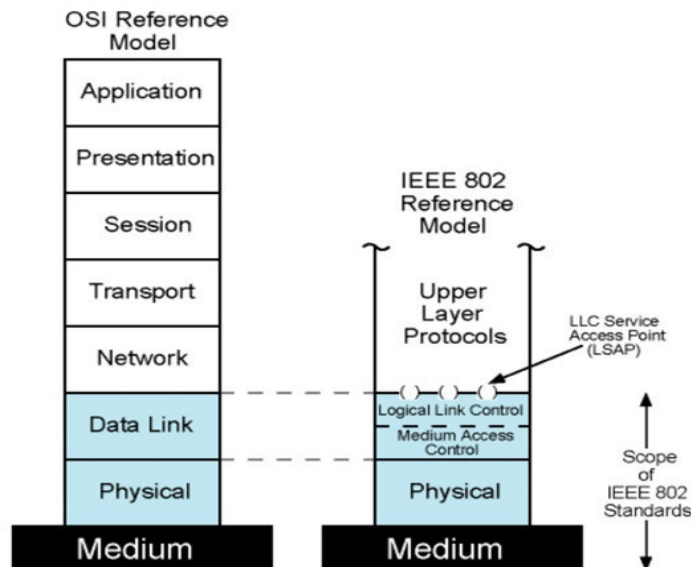 OSI Reference
Model
Application
Presentation
Session
Transport
Network
Data Link
Physical
Medium
IEEE 802
Reference
Model
Upper
Layer
Protocols
LLC Service
Access Point
(LSAP)
Logical Link Control
Medium Access
Control
Physical
Medium
Scope
of
IEEE 802
Standards